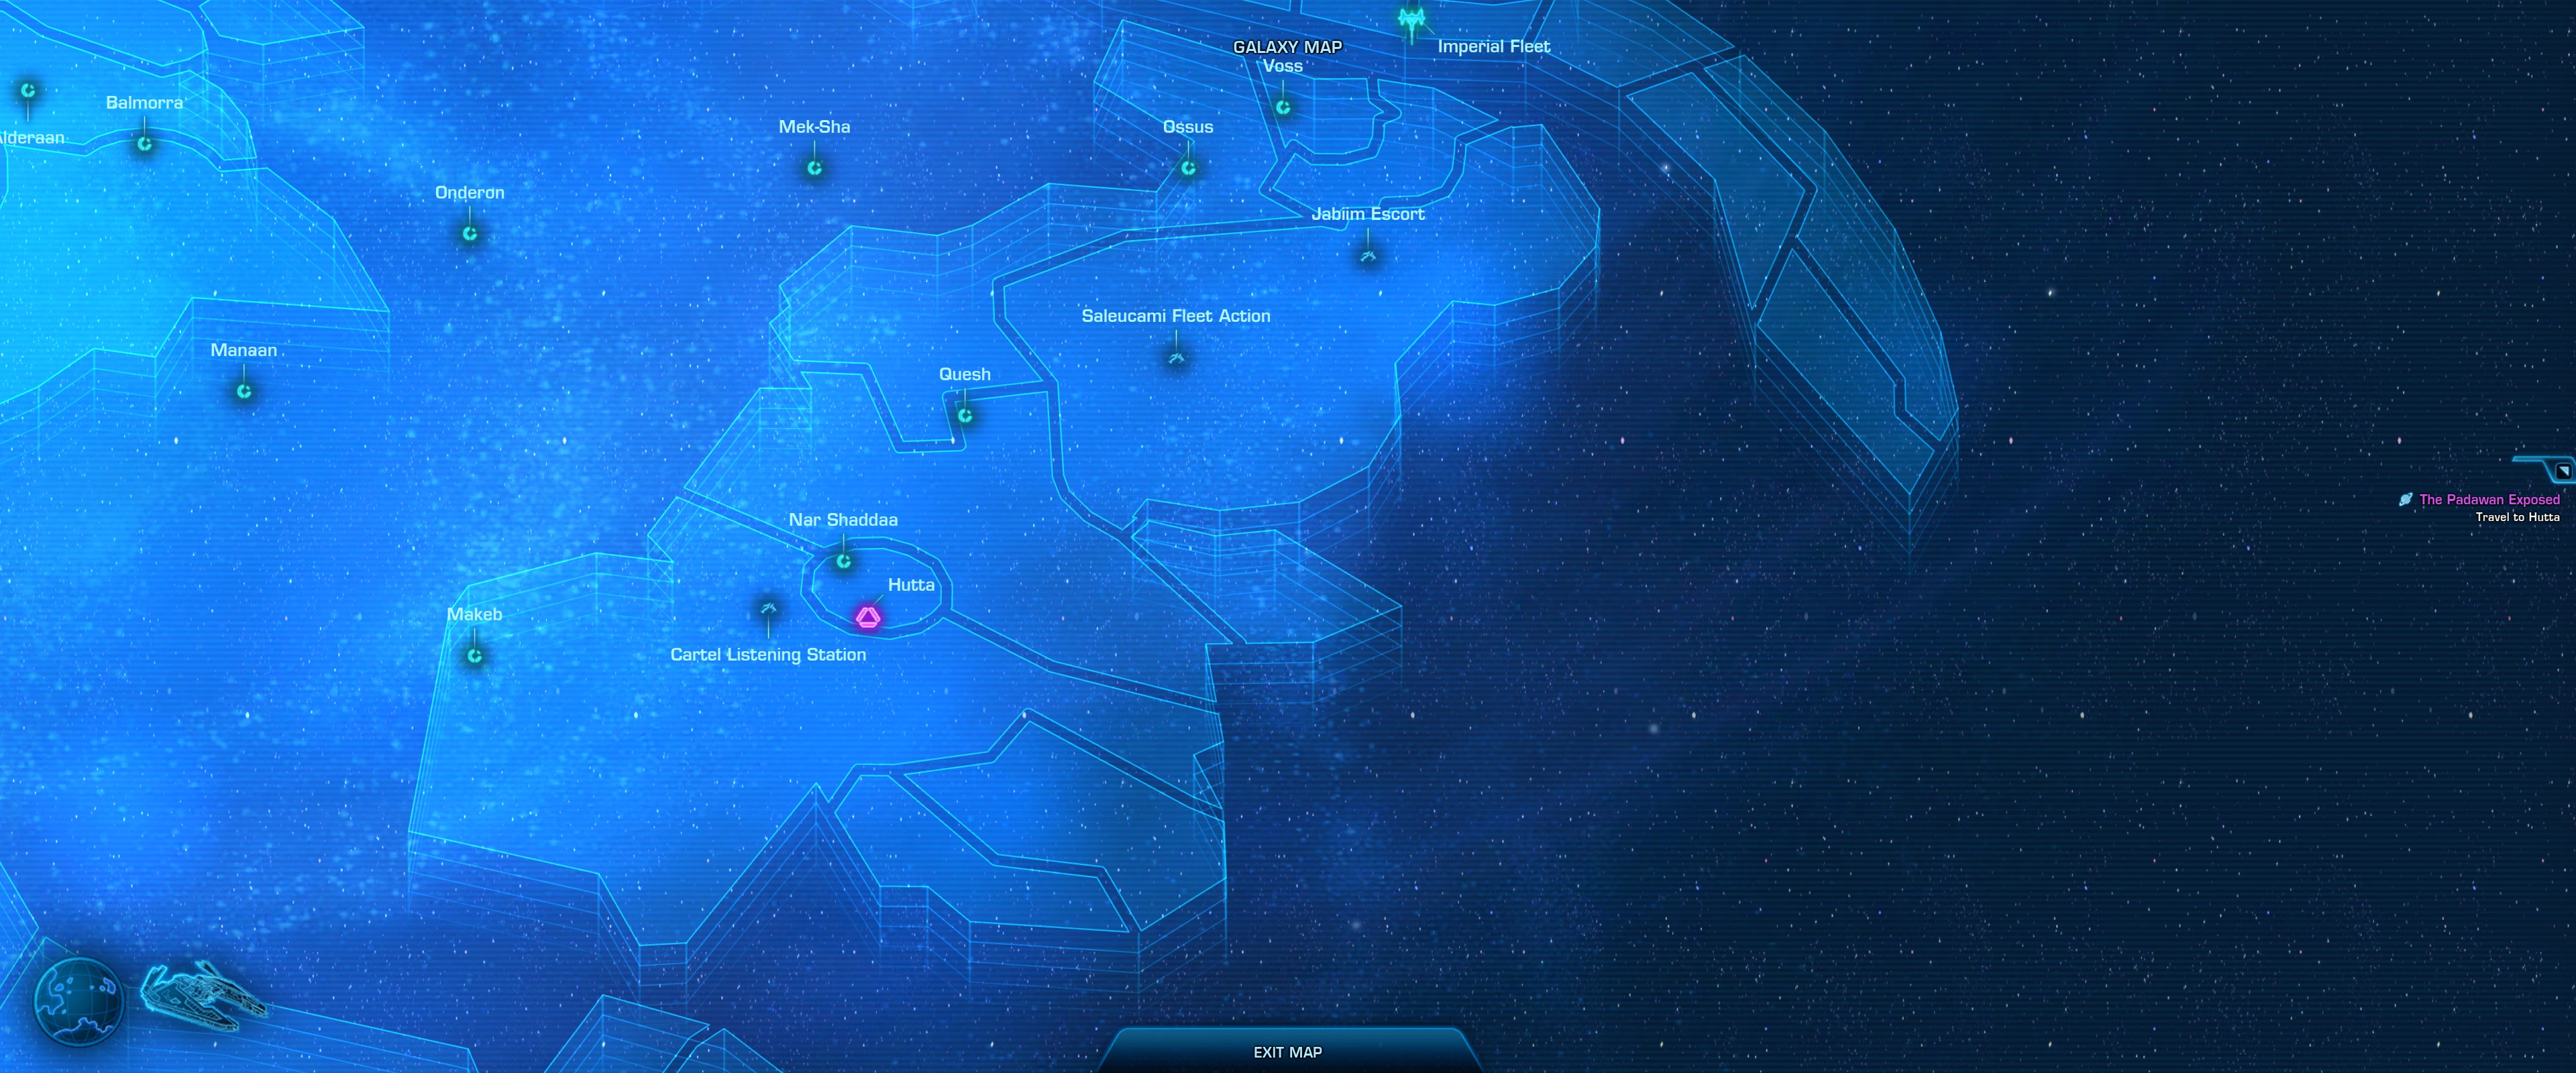 GALAXY MAP
Imperial Fleet
Voss
Balmorra
Mek-Sha
Ossus
lderaan
Onderon
Jabiim Escort
Saleucami Fleet Action
Manaan
Quesh
The Padawan Exposed
Travel to Hutta
Nar Shaddaa
Hutta
Makeb
Cartel Listening Station
EXIT MAP